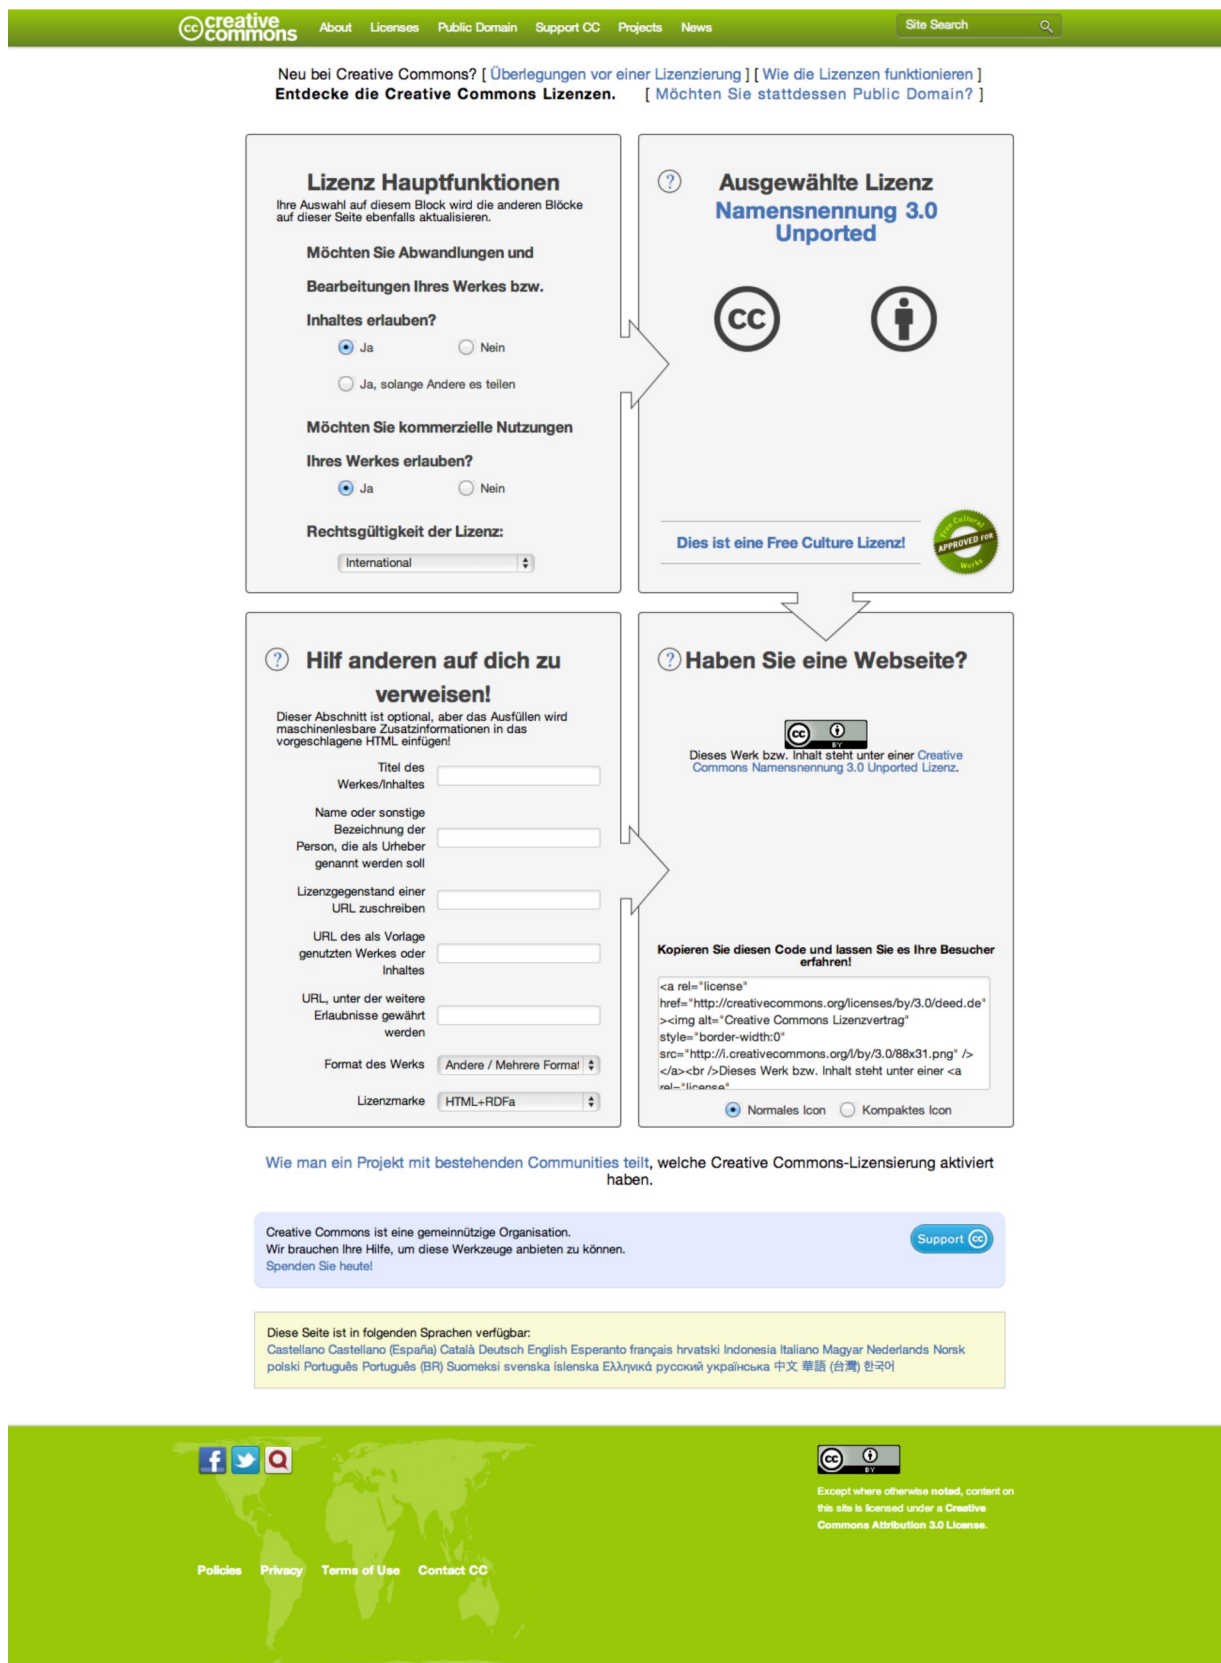 creative commons About Licenses Public Domain Support CC Projects News Site Search
Neu bei Creative Commons? [ Überlegungen vor einer Lizenzierung ] [ Wie die Lizenzen funktionieren ]
Entdecke die Creative Commons Lizenzen. [ Möchten Sie stattdessen Public Domain? ]
Lizenz Hauptfunktionen
Ihre Auswahl auf diesem Block wird die anderen Blöcke
auf dieser Seite ebenfalls aktualisieren.
Möchten Sie Abwandlungen und
Bearbeitungen Ihres Werkes bzw.
Inhaltes erlauben?
Ja Nein
Ja, solange Andere es teilen
Möchten Sie kommerzielle Nutzungen
Ihres Werkes erlauben?
Ja Nein
Rechtsgültigkeit der Lizenz:
International
? Ausgewählte Lizenz
Namensnennung 3.0
Unported
cc
Dies ist eine Free Culture Lizenz!
Free Cultural
APPROVED FOR
Works
? Hilf anderen auf dich zu
verweisen!
Dieser Abschnitt ist optional, aber das Ausfüllen wird
maschinenlesbare Zusatzinformationen in das
vorgeschlagene HTML einfügen!
Titel des
Werkes/Inhaltes
Name oder sonstige
Bezeichnung der
Person, die als Urheber
genannt werden soll
Lizenzgegenstand einer
URL zuschreiben
URL des als Vorlage
genutzten Werkes oder
Inhaltes
URL, unter der weitere
Erlaubnisse gewährt
werden
Format des Werks Andere / Mehrere Format
Lizenzmarke HTML+RDFa
? Haben Sie eine Webseite?
cc BY
Dieses Werk bzw. Inhalt steht unter einer Creative
Commons Namensnennung 3.0 Unported Lizenz.
Kopieren Sie diesen Code und lassen Sie es Ihre Besucher
erfahren!
<a rel="license"
href="http://creativecommons.org/licenses/by/3.0/deed.de"
><img alt="Creative Commons Lizenzvertrag"
style="border-width:0"
src="http://i.creativecommons.org/l/by/3.0/88x31.png" />
</a><br />Dieses Werk bzw. Inhalt steht unter einer <a
rel="license"
Normales Icon Kompaktes Icon
Wie man ein Projekt mit bestehenden Communities teilt, welche Creative Commons-Lizensierung aktiviert
haben.
Creative Commons ist eine gemeinnützige Organisation.
Wir brauchen Ihre Hilfe, um diese Werkzeuge anbieten zu können.
Spenden Sie heute!
Support cc
Diese Seite ist in folgenden Sprachen verfügbar:
Castellano Castellano (España) Català Deutsch English Esperanto français hrvatski Indonesia Italiano Magyar Nederlands Norsk
polski Português Português (BR) Suomeksi svenska íslenska Ελληνικά русский українська 中文 華語 (台灣) 한국어
cc BY
Except where otherwise noted, content on
this site is licensed under a Creative
Commons Attribution 3.0 License.
Policies Privacy Terms of Use Contact CC